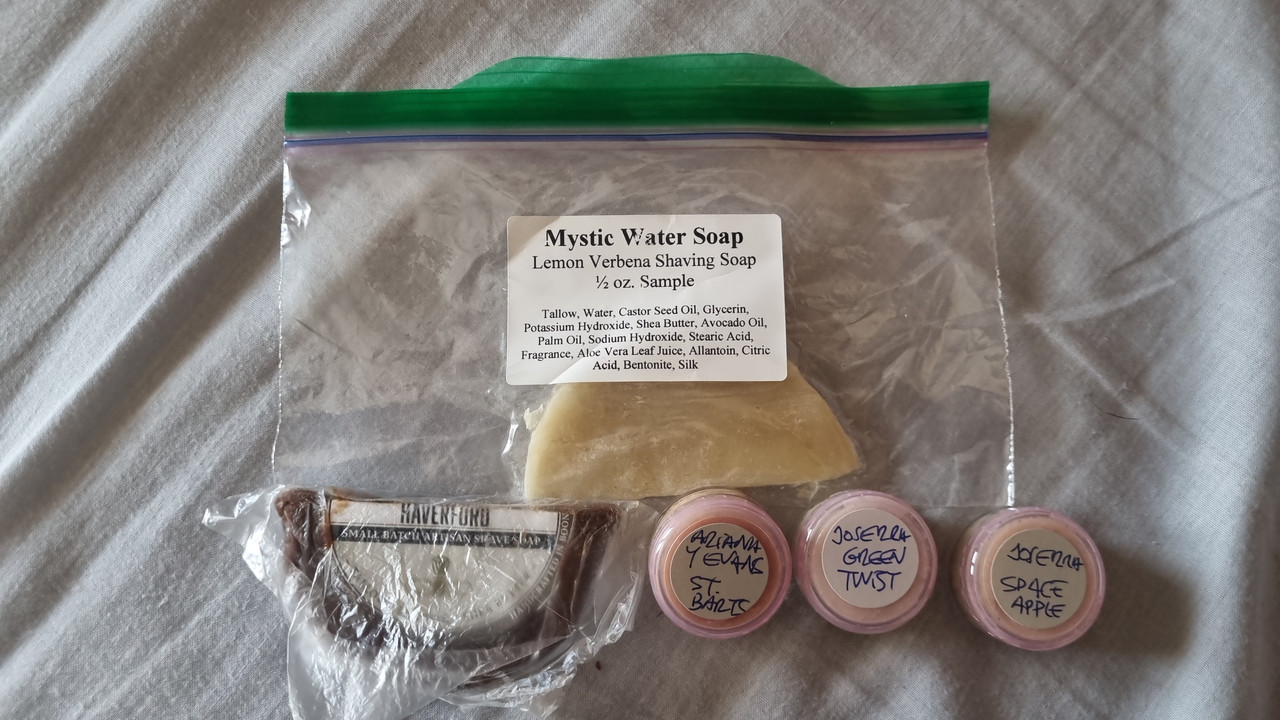 Mystic Water Soap
Lemon Verbena Shaving Soap
½ oz. Sample
Tallow, Water, Castor Seed Oil, Glycerin,
Potassium Hydroxide, Shea Butter, Avocado Oil,
Palm Oil, Sodium Hydroxide, Stearic Acid,
Fragrance, Aloe Vera Leaf Juice, Allantoin, Citric
Acid, Bentonite, Silk
HAVERFORD
SMALL BATCH ARTISAN SHAVE SOAP
ARIANA
Y EVANS
ST.
BARTS
JOSERRA
GREEN
TWIST
JOSERRA
SPACE
APPLE